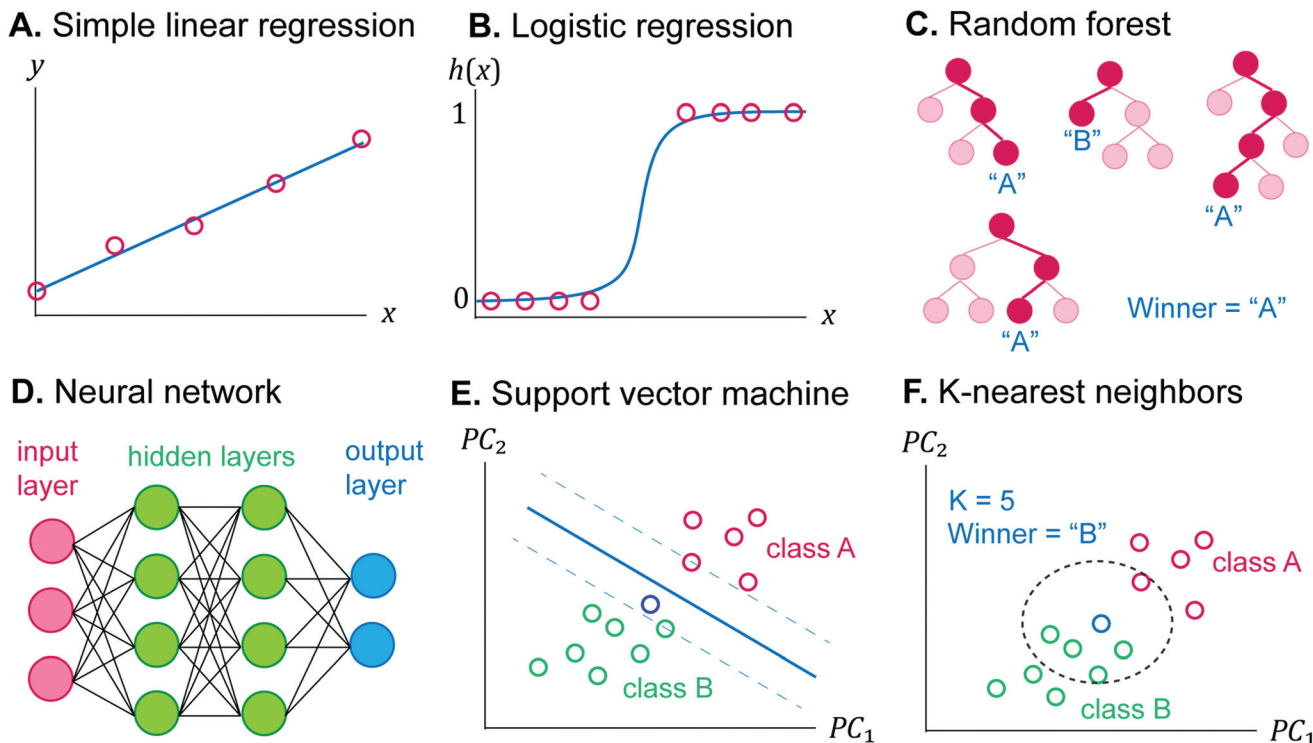 A. Simple linear regression
y
x
B. Logistic regression
h(x)
1
0
x
C. Random forest
“A”
“B”
“A”
“A”
Winner = “A”
D. Neural network
input
layer
hidden layers
output
layer
E. Support vector machine
PC₂
class A
class B
PC₁
F. K-nearest neighbors
PC₂
K = 5
Winner = “B”
class A
class B
PC₁